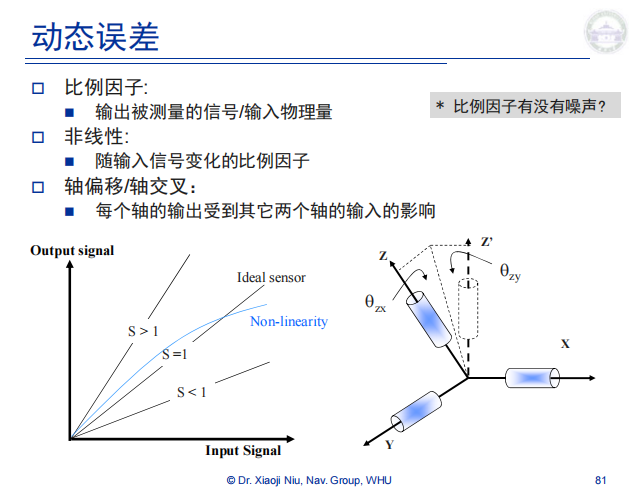 动态误差
比例因子:
输出被测量的信号/输入物理量
* 比例因子有没有噪声?
非线性:
随输入信号变化的比例因子
轴偏移/轴交叉：
每个轴的输出受到其它两个轴的输入的影响
Output signal
Ideal sensor
Non-linearity
S > 1
S =1
S < 1
Input Signal
Z
Z’
θzx
θzy
X
Y
© Dr. Xiaoji Niu, Nav. Group, WHU
81